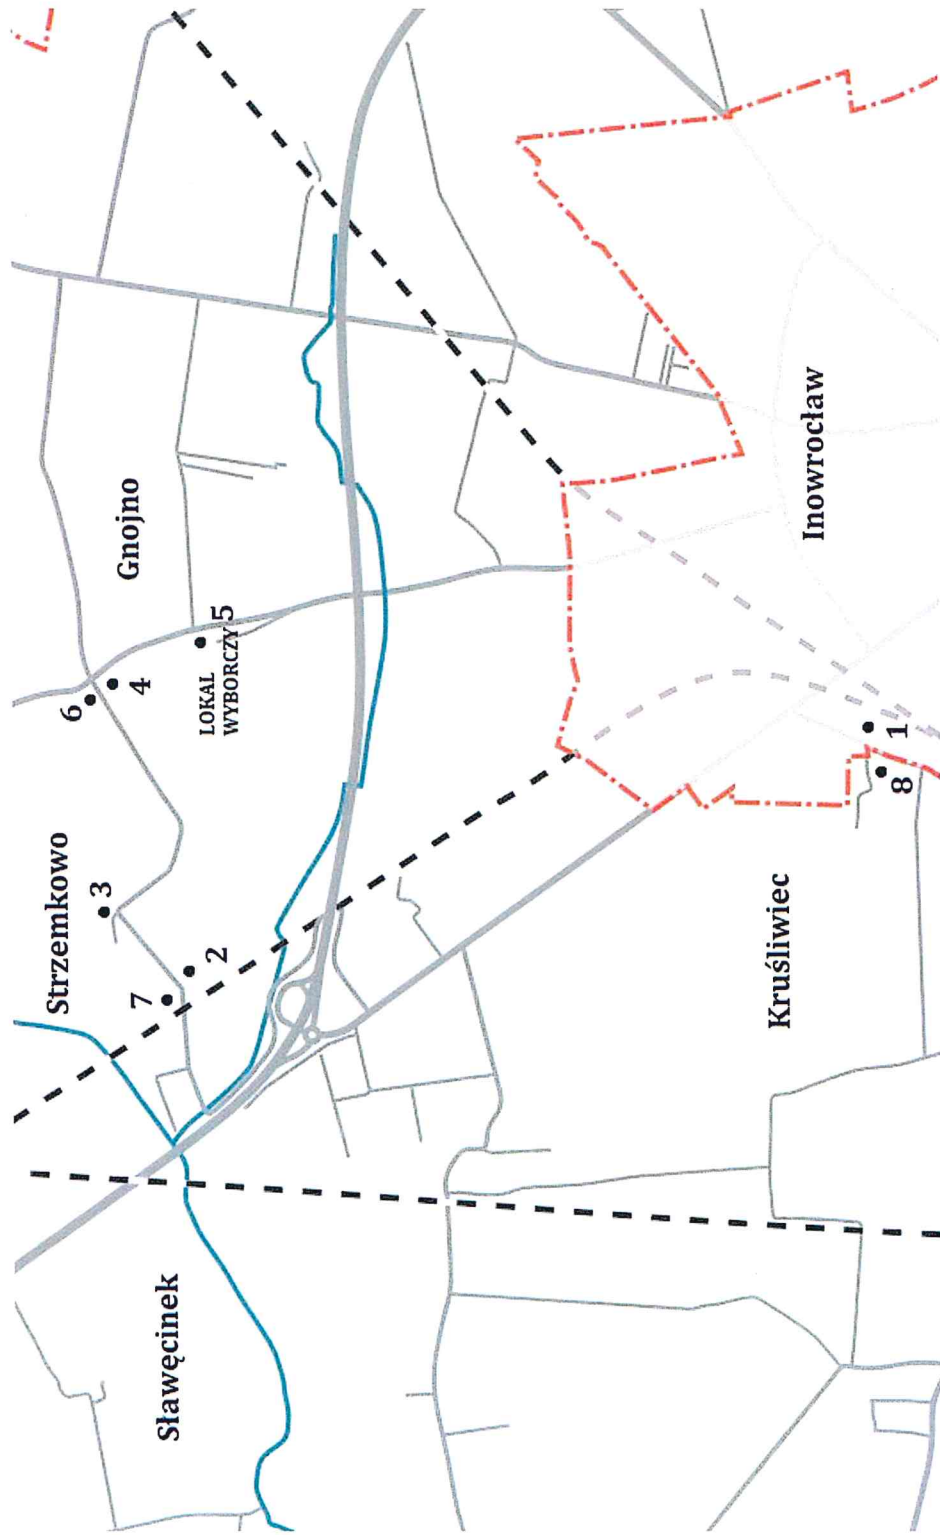 Sławęcinek
Strzemkowo
7
2
3
6
4
LOKAL
WYBORCZY 5
Gnojno
Kruśliwiec
8
1
Inowrocław